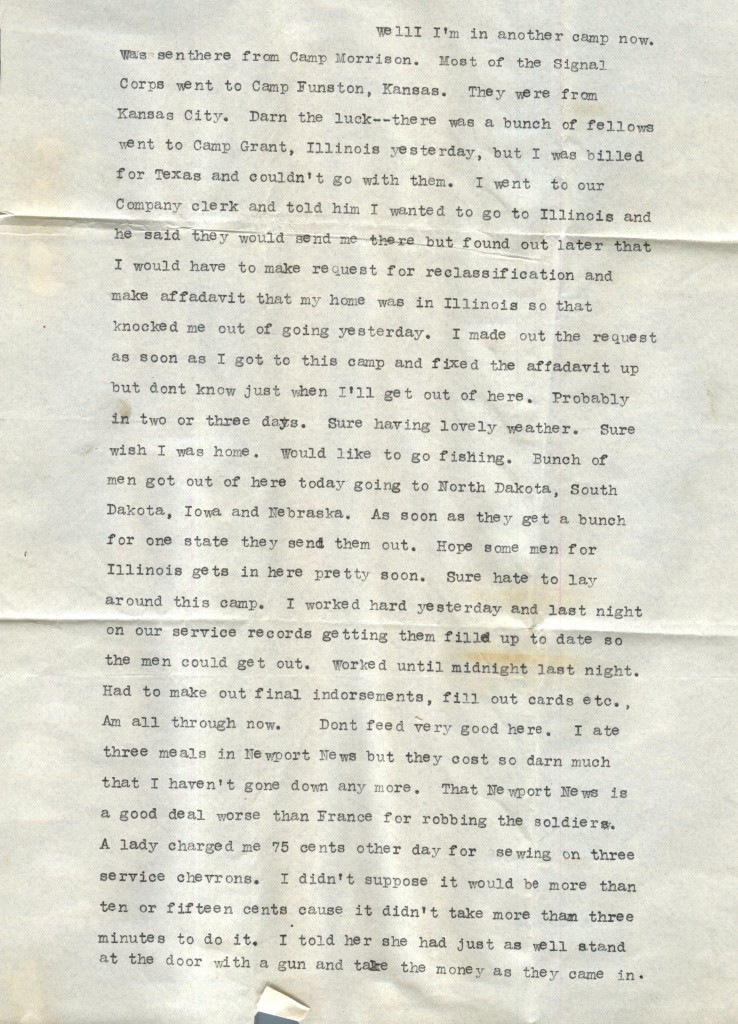 WellI I'm in another camp now.
Was senthere from Camp Morrison. Most of the Signal
Corps went to Camp Funston, Kansas. They were from
Kansas City. Darn the luck--there was a bunch of fellows
went to Camp Grant, Illinois yesterday, but I was billed
for Texas and couldn't go with them. I went to our
Company clerk and told him I wanted to go to Illinois and
he said they would send me there but found out later that
I would have to make request for reclassification and
make affadavit that my home was in Illinois so that
knocked me out of going yesterday. I made out the request
as soon as I got to this camp and fixed the affadavit up
but dont know just when I'll get out of here. Probably
in two or three days. Sure having lovely weather. Sure
wish I was home. Would like to go fishing. Bunch of
men got out of here today going to North Dakota, South
Dakota, Iowa and Nebraska. As soon as they get a bunch
for one state they send them out. Hope some men for
Illinois gets in here pretty soon. Sure hate to lay
around this camp. I worked hard yesterday and last night
on our service records getting them filld up to date so
the men could get out. Worked until midnight last night.
Had to make out final indorsements, fill out cards etc.,
Am all through now. Dont feed very good here. I ate
three meals in Newport News but they cost so darn much
that I haven't gone down any more. That Newport News is
a good deal worse than France for robbing the soldiers.
A lady charged me 75 cents other day for sewing on three
service chevrons. I didn't suppose it would be more than
ten or fifteen cents cause it didn't take more than three
minutes to do it. I told her she had just as well stand
at the door with a gun and take the money as they came in.